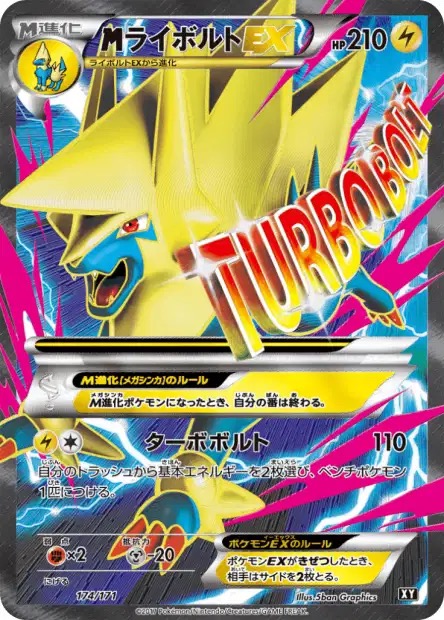 M進化
MライボルトEX
HP210
ライボルトEXから進化
TURBO BOLT
M進化[メガシンカ]のルール
M進化ポケモンになったとき、自分の番は終わる。
ターボボルト 110
自分のトラッシュから基本エネルギーを2枚選び、ベンチポケモン
1匹につける。
弱点 ×2 抵抗力 -20
ポケモンEXのルール
ポケモンEXがきぜつしたとき、
相手はサイドを2枚とる。
にげる
174/171
illus.5ban Graphics
XY
©2017 Pokémon/Nintendo/Creatures/GAME FREAK.